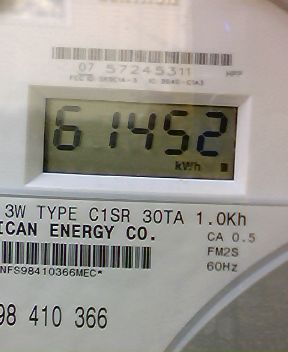 07 57245311 HPP
61452
kWh
3W TYPE C1SR 30TA 1.0Kh
ICAN ENERGY CO.
CA 0.5
FM2S
NFS98410366MEC*
60Hz
98 410 366